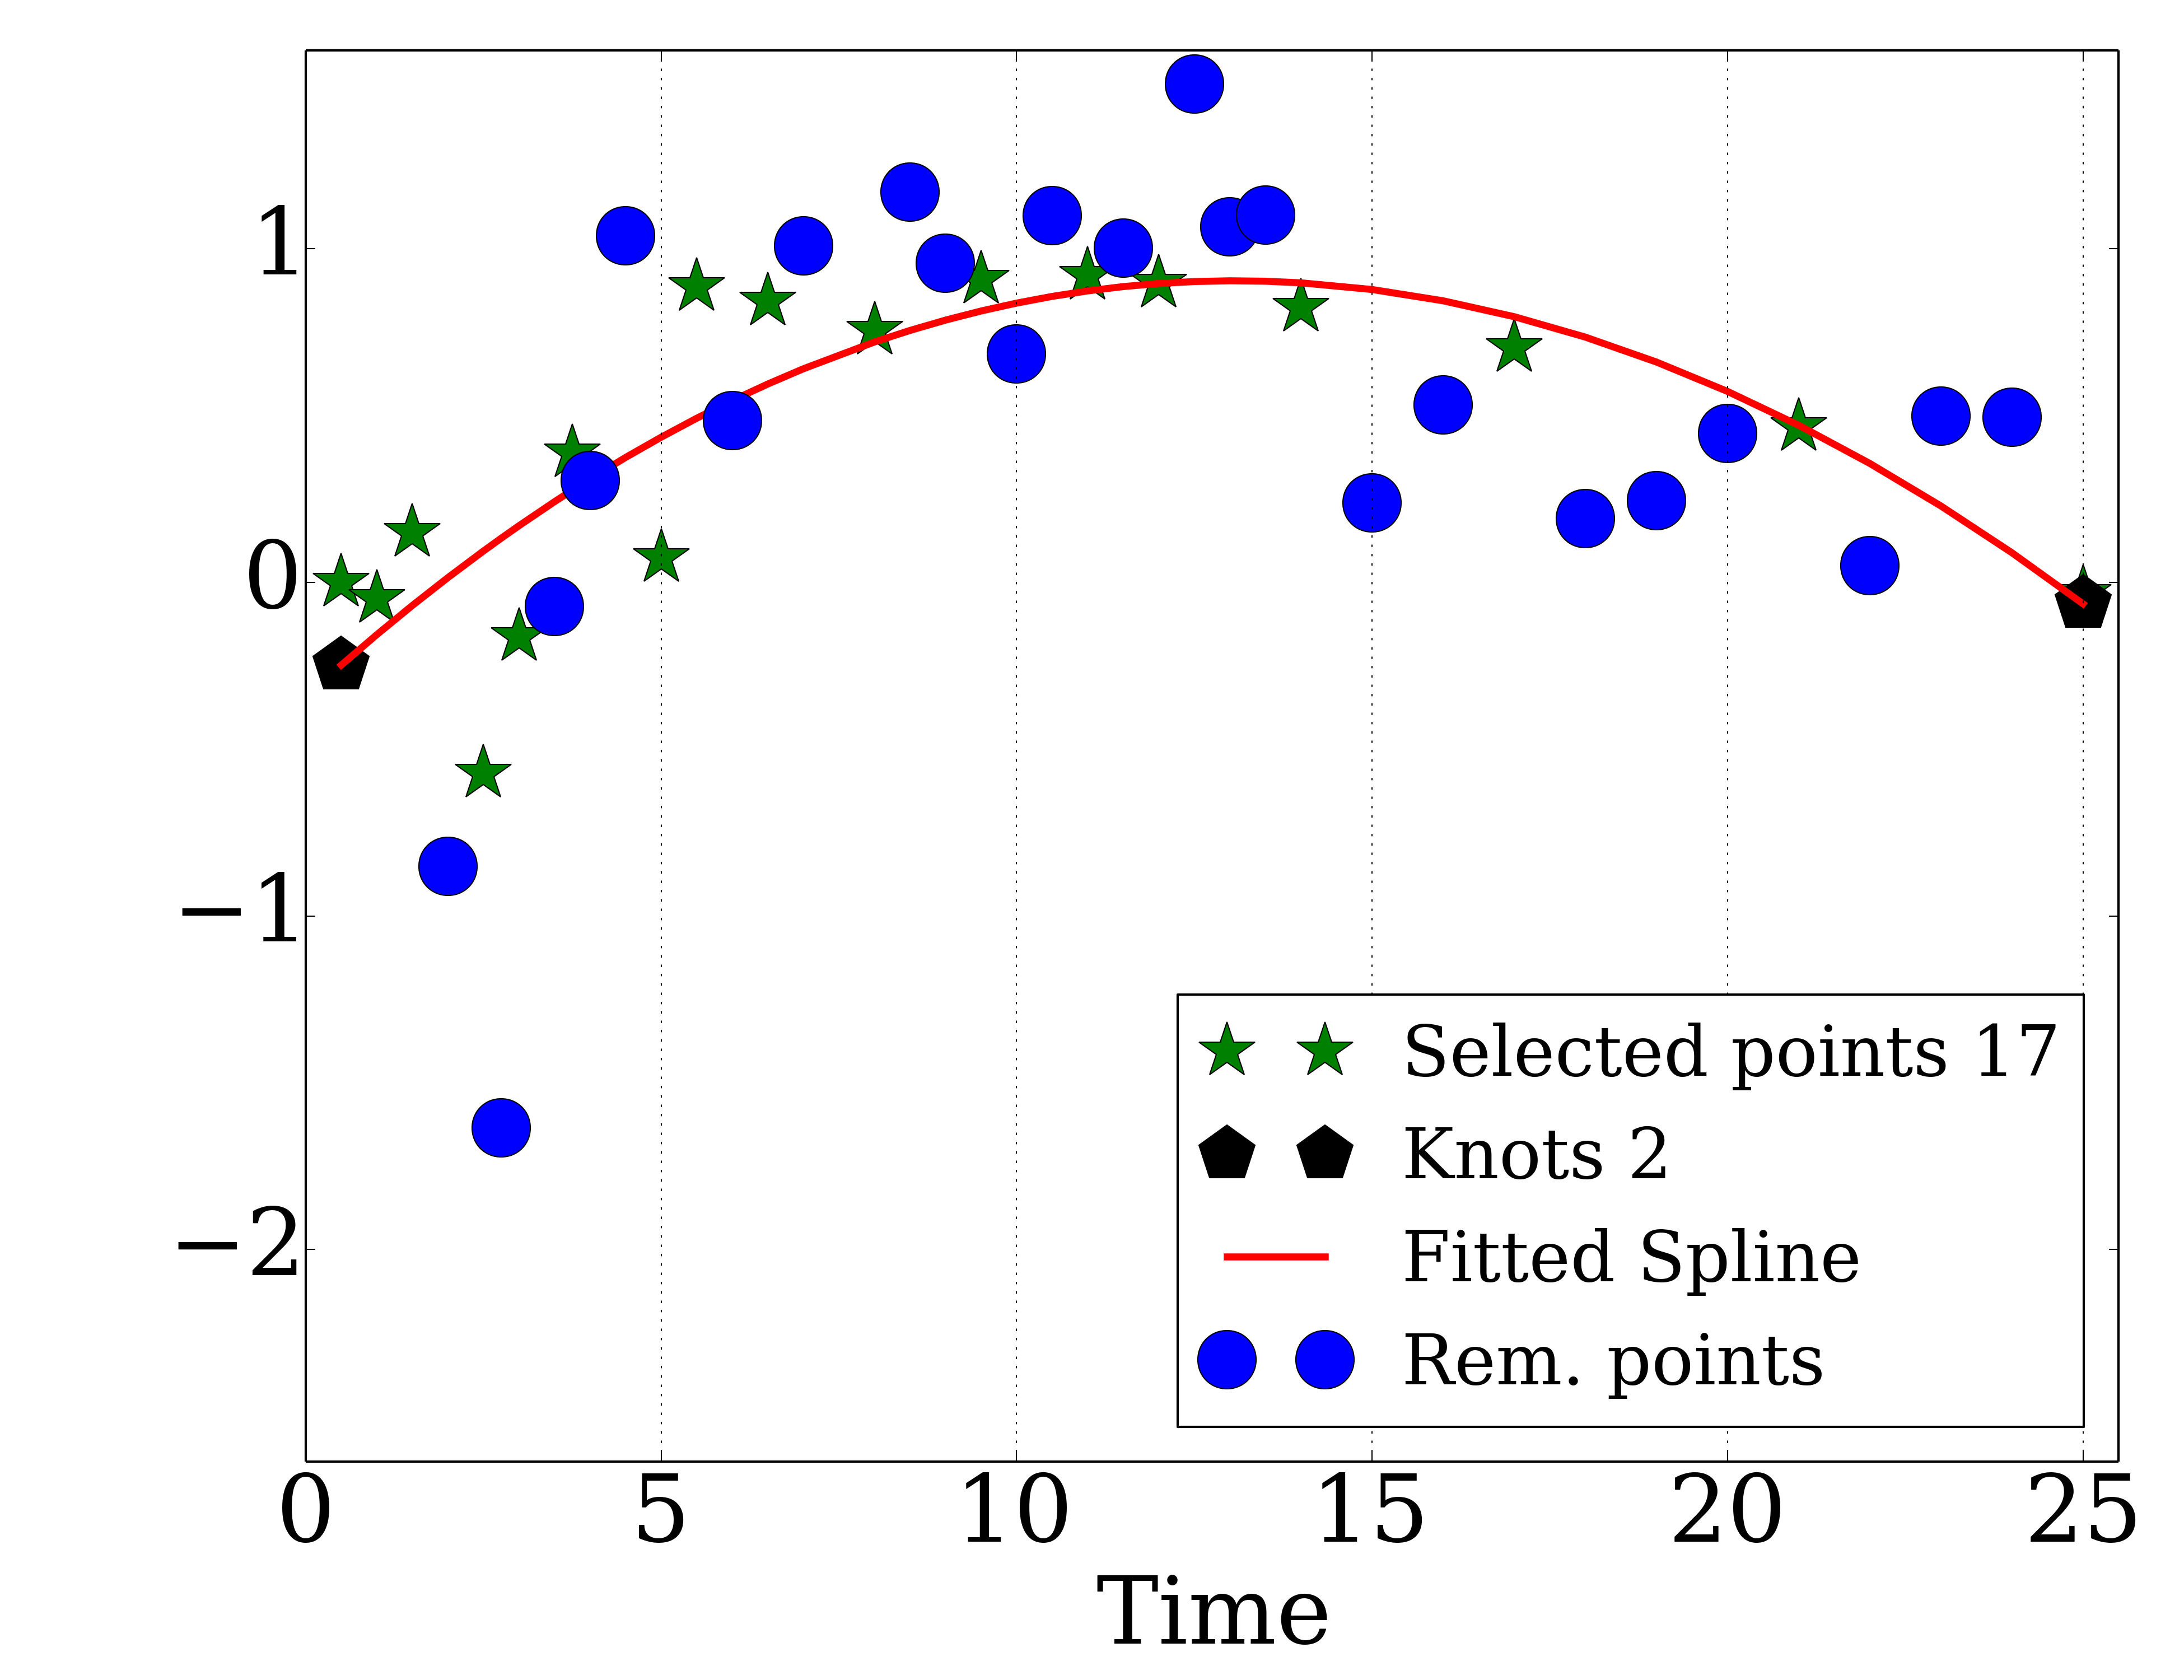 1
0
−1
−2
0 5 10 15 20 25
Time
Selected points 17
Knots 2
Fitted Spline
Rem. points